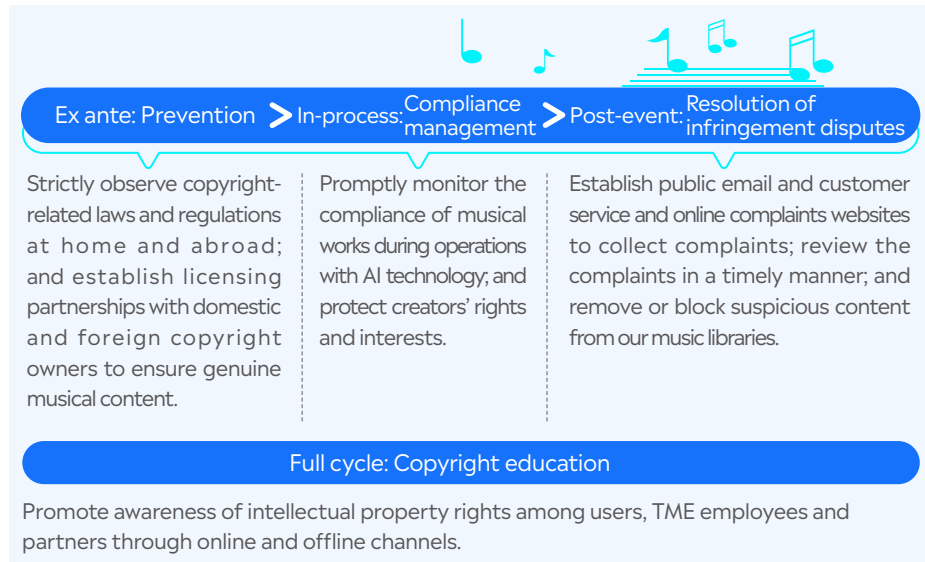 Ex ante: Prevention > In-process: Compliance management > Post-event: Resolution of infringement disputes
Strictly observe copyright-
related laws and regulations
at home and abroad;
and establish licensing
partnerships with domestic
and foreign copyright
owners to ensure genuine
musical content.
Promptly monitor the
compliance of musical
works during operations
with AI technology; and
protect creators’ rights
and interests.
Establish public email and customer
service and online complaints websites
to collect complaints; review the
complaints in a timely manner; and
remove or block suspicious content
from our music libraries.
Full cycle: Copyright education
Promote awareness of intellectual property rights among users, TME employees and
partners through online and offline channels.